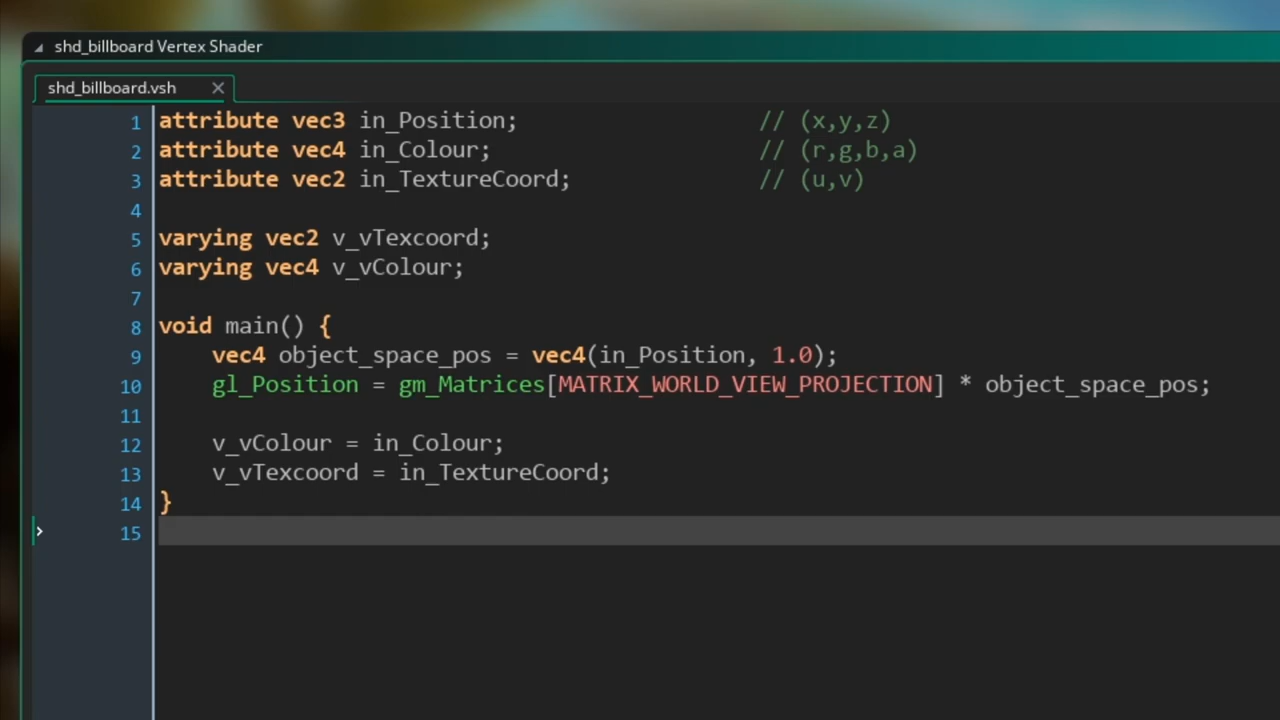 shd_billboard Vertex Shader
shd_billboard.vsh
1 attribute vec3 in_Position; // (x,y,z)
2 attribute vec4 in_Colour; // (r,g,b,a)
3 attribute vec2 in_TextureCoord; // (u,v)
4
5 varying vec2 v_vTexcoord;
6 varying vec4 v_vColour;
7
8 void main() {
9 vec4 object_space_pos = vec4(in_Position, 1.0);
10 gl_Position = gm_Matrices[MATRIX_WORLD_VIEW_PROJECTION] * object_space_pos;
11
12 v_vColour = in_Colour;
13 v_vTexcoord = in_TextureCoord;
14 }
15